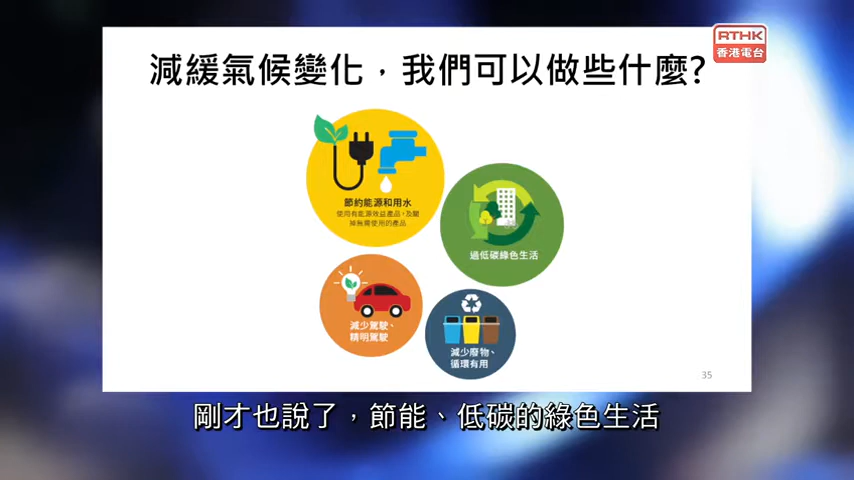 RTHK
香港電台
減緩氣候變化，我們可以做些什麼?
節約能源和用水
使用有能源效益產品，及關
掉無需使用的產品
過低碳綠色生活
減少駕駛、
精明駕駛
減少廢物、
循環有用
35
剛才也說了，節能、低碳的綠色生活